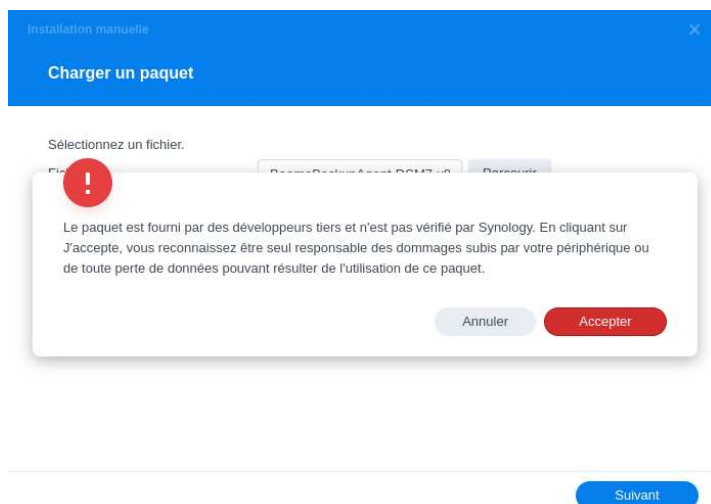 Installation manuelle
Charger un paquet
Sélectionnez un fichier.
!
Le paquet est fourni par des développeurs tiers et n'est pas vérifié par Synology. En cliquant sur
J'accepte, vous reconnaissez être seul responsable des dommages subis par votre périphérique ou
de toute perte de données pouvant résulter de l'utilisation de ce paquet.
Annuler Accepter
Suivant